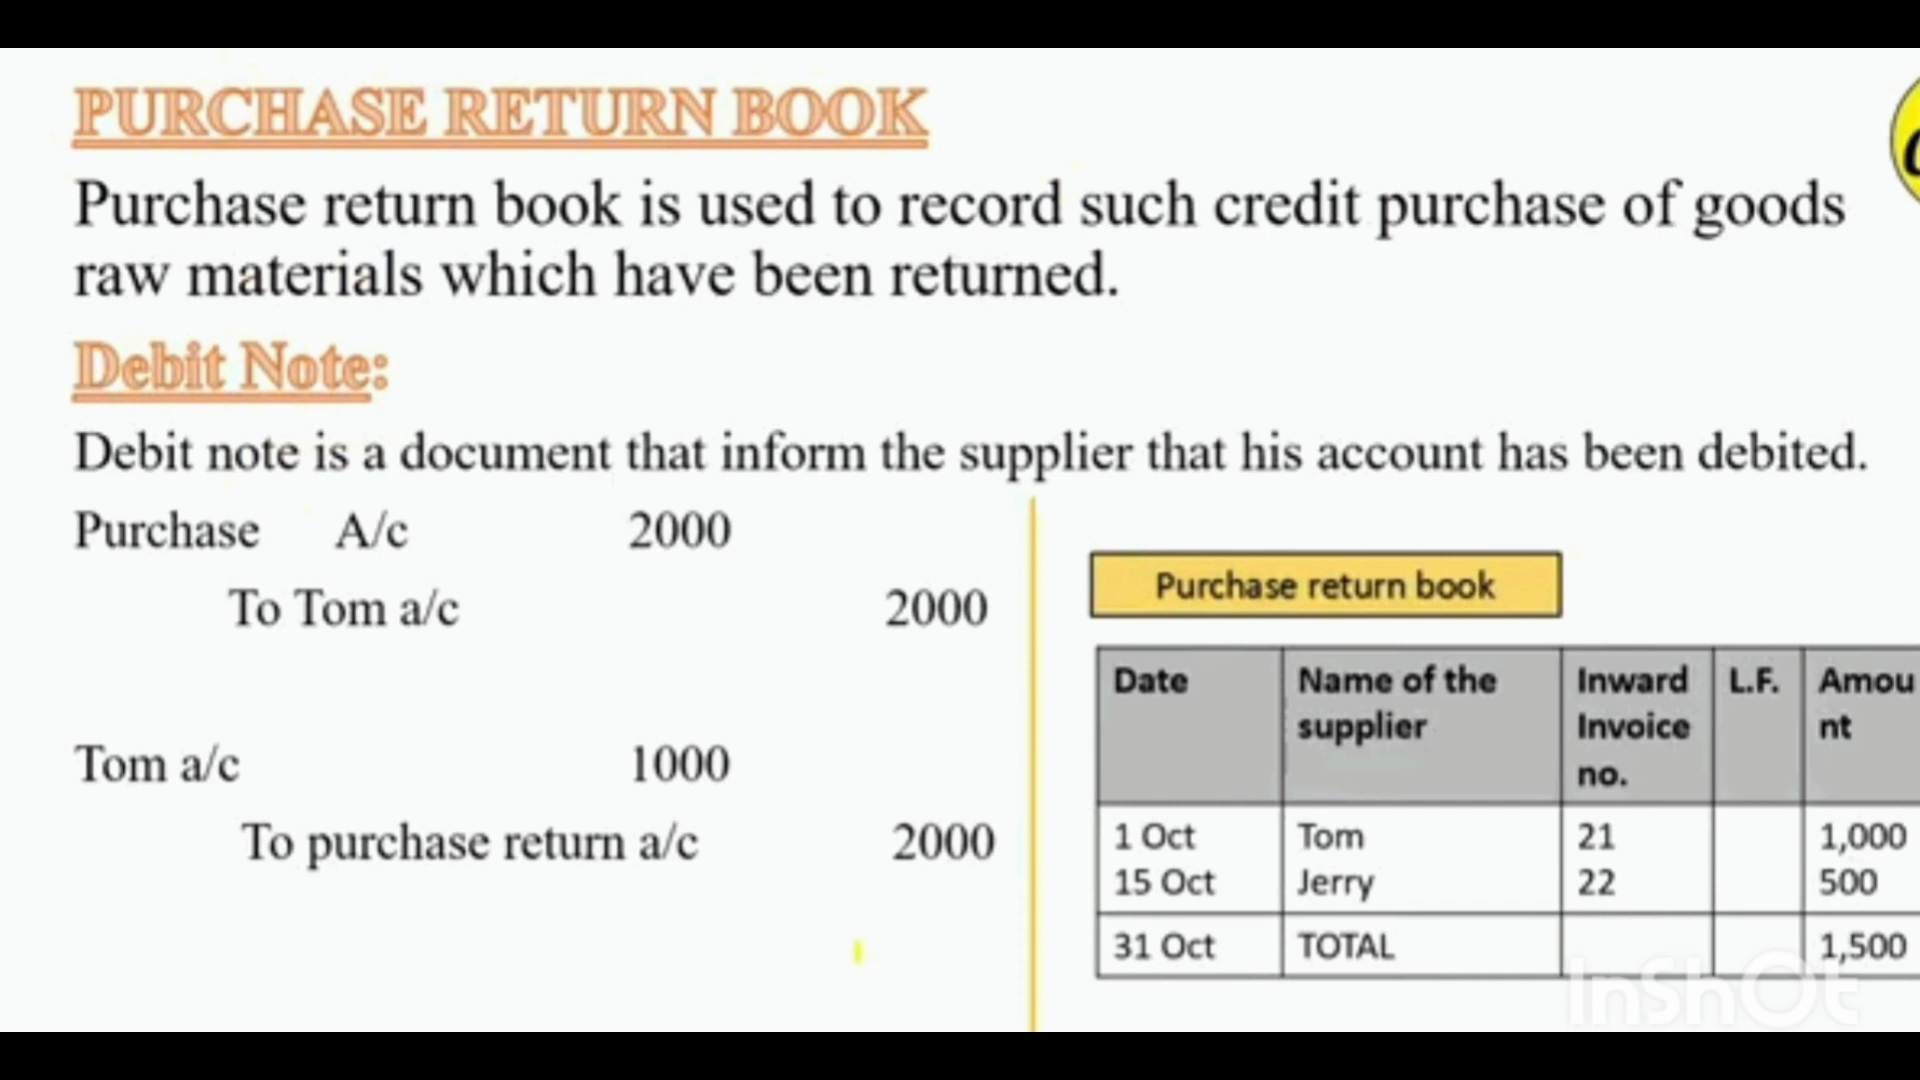 PURCHASE RETURN BOOK
Purchase return book is used to record such credit purchase of goods
raw materials which have been returned.
Debit Note:
Debit note is a document that inform the supplier that his account has been debited.
Purchase A/c 2000
To Tom a/c 2000
Tom a/c 1000
To purchase return a/c 2000
Purchase return book
Date Name of the supplier Inward Invoice no. L.F. Amou nt
1 Oct Tom 21 1,000
15 Oct Jerry 22 500
31 Oct TOTAL 1,500
InShOt